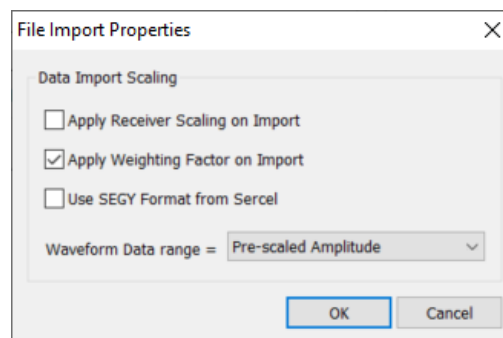 File Import Properties
Data Import Scaling
Apply Receiver Scaling on Import
Apply Weighting Factor on Import
Use SEGY Format from Sercel
Waveform Data range = Pre-scaled Amplitude
OK Cancel